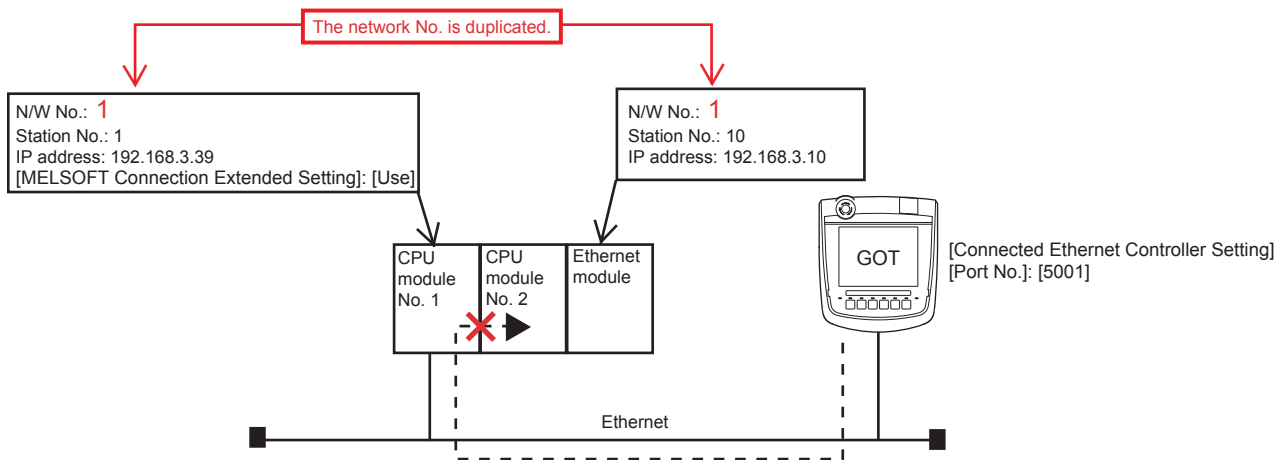 The network No. is duplicated.
N/W No.: 1
Station No.: 1
IP address: 192.168.3.39
[MELSOFT Connection Extended Setting]: [Use]
N/W No.: 1
Station No.: 10
IP address: 192.168.3.10
CPU
module
No. 1
CPU
module
No. 2
Ethernet
module
GOT
[Connected Ethernet Controller Setting]
[Port No.]: [5001]
Ethernet